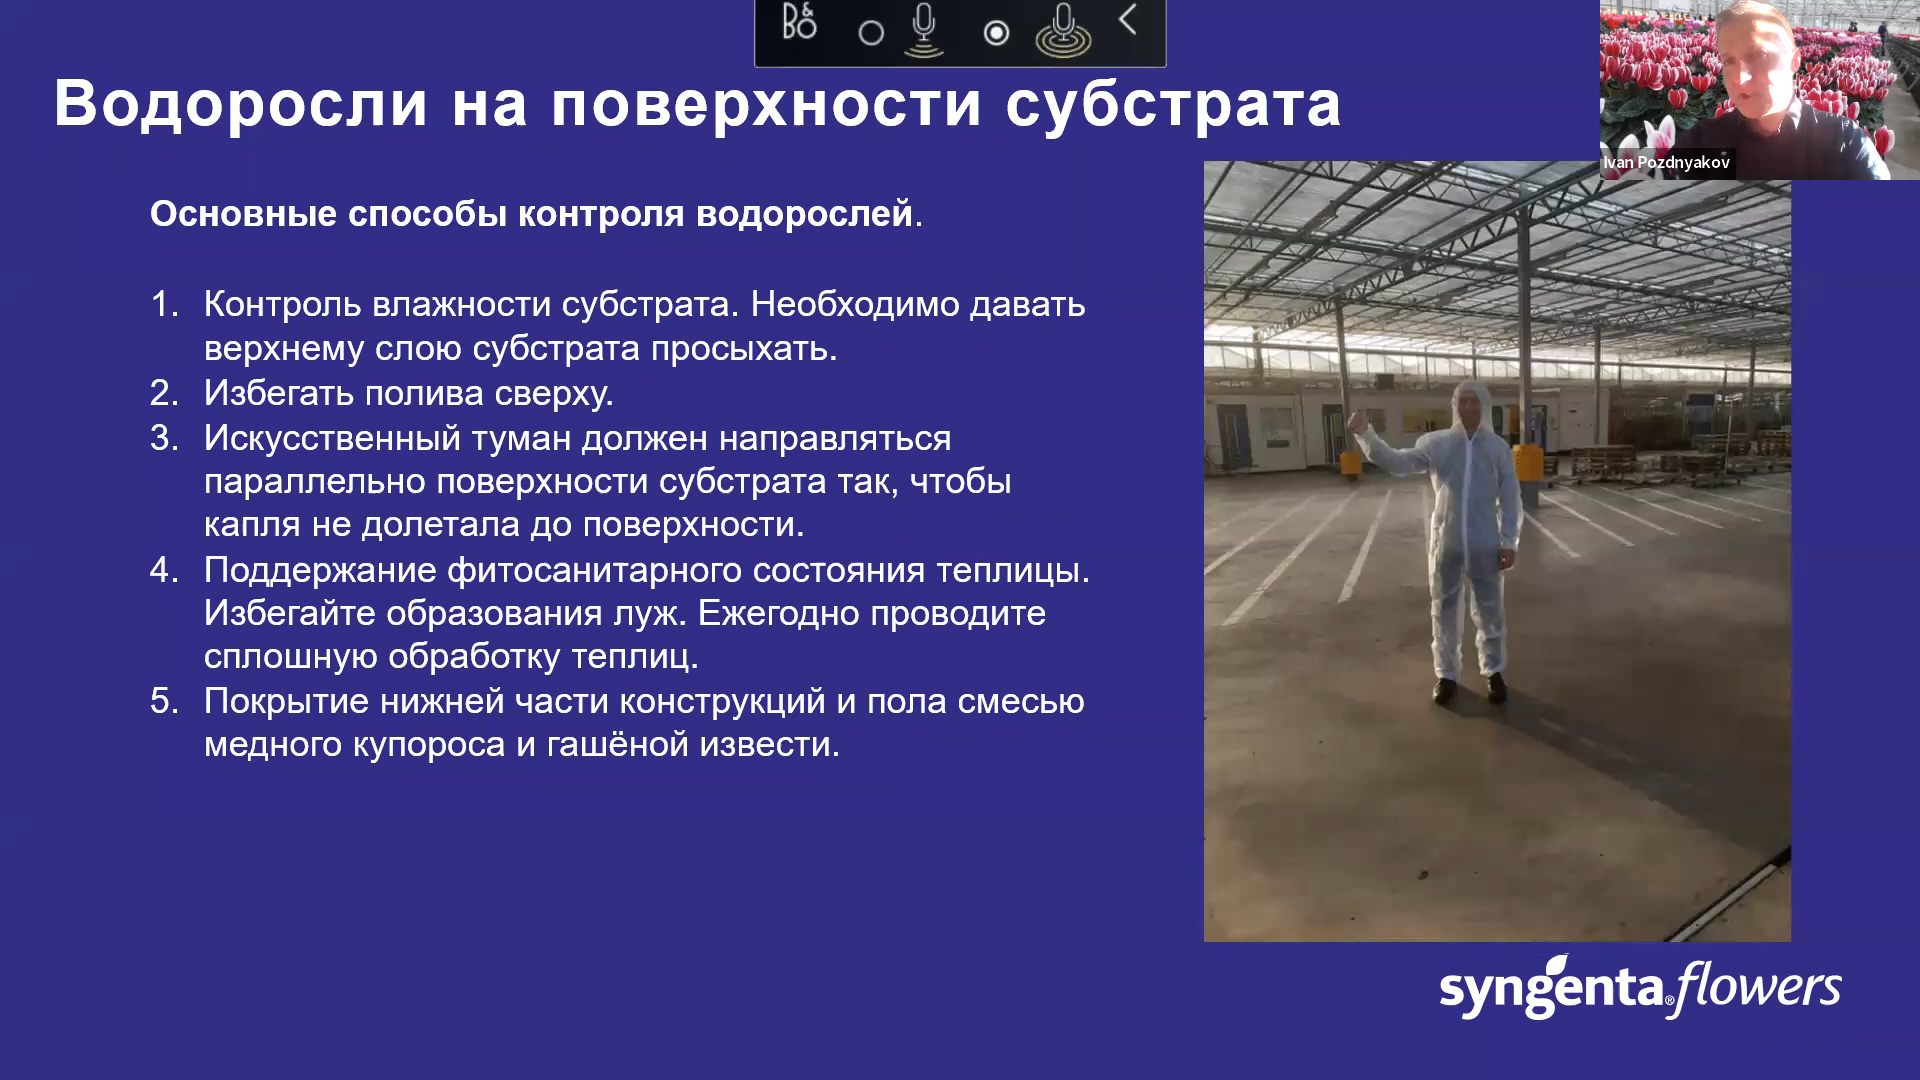 B&O
Водоросли на поверхности субстрата
Ivan Pozdnyakov
Основные способы контроля водорослей.
1. Контроль влажности субстрата. Необходимо давать
верхнему слою субстрата просыхать.
2. Избегать полива сверху.
3. Искусственный туман должен направляться
параллельно поверхности субстрата так, чтобы
капля не долетала до поверхности.
4. Поддержание фитосанитарного состояния теплицы.
Избегайте образования луж. Ежегодно проводите
сплошную обработку теплиц.
5. Покрытие нижней части конструкций и пола смесью
медного купороса и гашёной извести.
syngenta® flowers